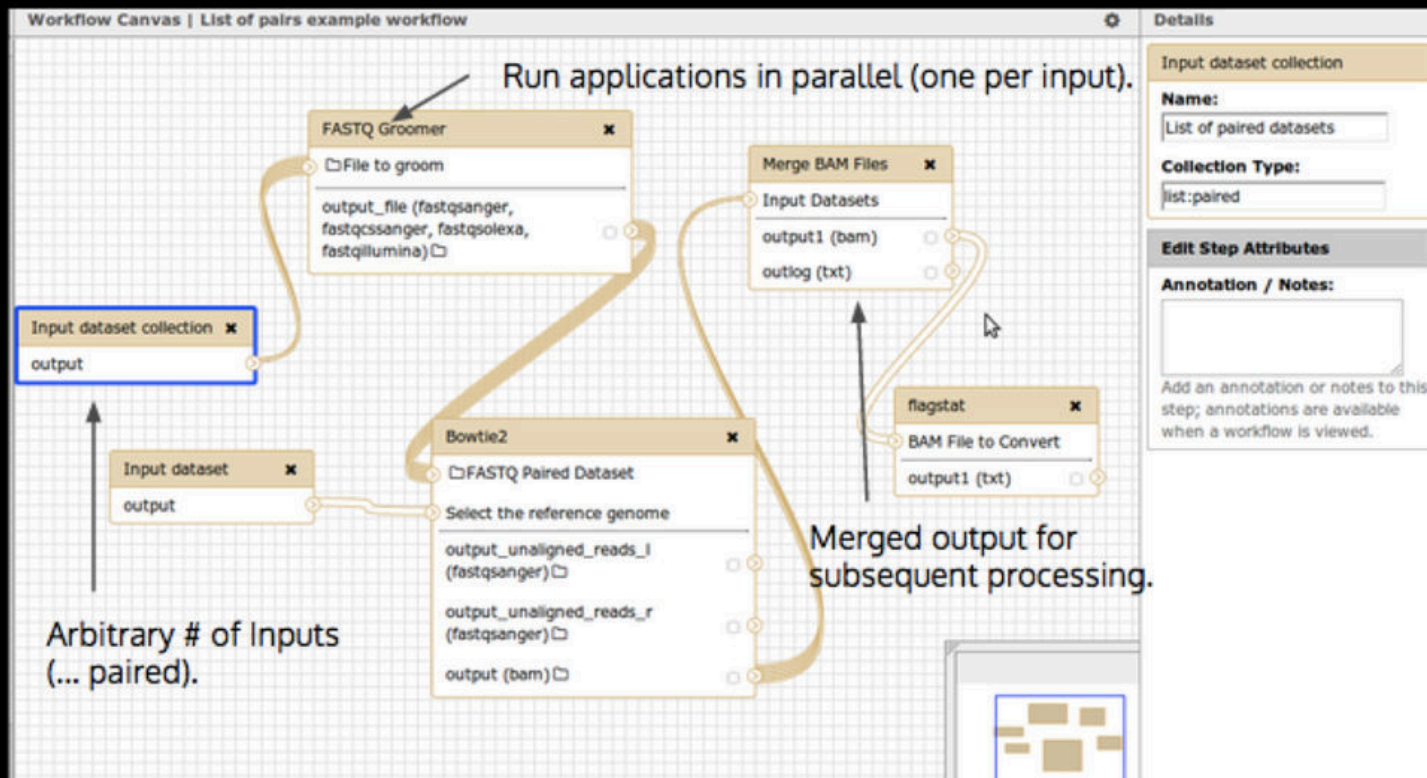 Workflow Canvas | List of pairs example workflow
Details
Run applications in parallel (one per input).
FASTQ Groomer
File to groom
output_file (fastqsanger,
fastqcssanger, fastqsolexa,
fastqillumina)
Merge BAM Files
Input Datasets
output1 (bam)
outlog (txt)
Input dataset collection
output
Input dataset
output
Bowtie2
FASTQ Paired Dataset
Select the reference genome
output_unaligned_reads_l
(fastqsanger)
output_unaligned_reads_r
(fastqsanger)
output (bam)
flagstat
BAM File to Convert
output1 (txt)
Arbitrary # of Inputs
(... paired).
Merged output for
subsequent processing.
Input dataset collection
Name:
List of paired datasets
Collection Type:
list:paired
Edit Step Attributes
Annotation / Notes:
Add an annotation or notes to this
step; annotations are available
when a workflow is viewed.